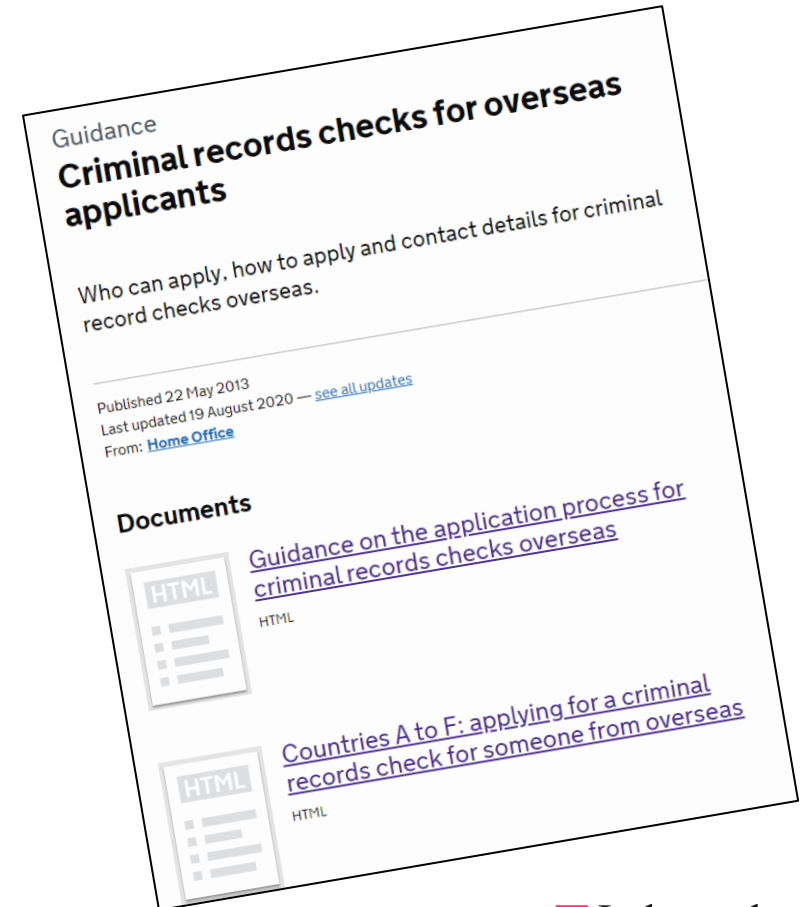 Guidance
Criminal records checks for overseas
applicants
Who can apply, how to apply and contact details for criminal
record checks overseas.
Published 22 May 2013
Last updated 19 August 2020 — see all updates
From: Home Office
Documents
HTML
Guidance on the application process for
criminal records checks overseas
HTML
HTML
Countries A to F: applying for a criminal
records check for someone from overseas
HTML